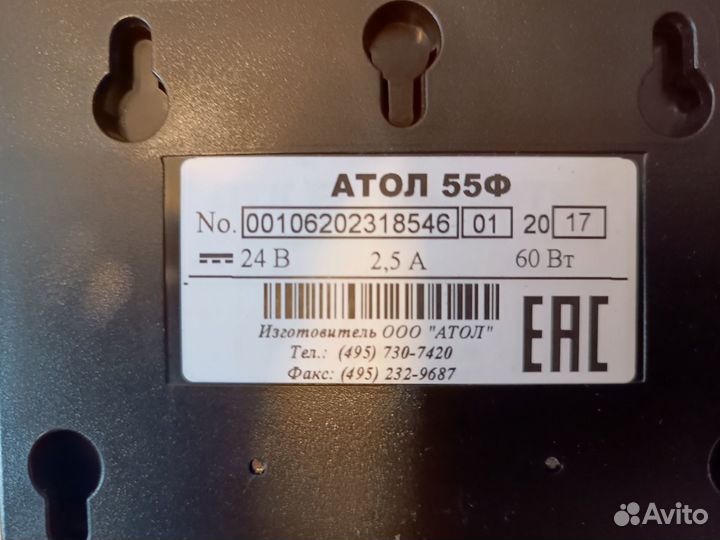 АТОЛ 55Ф
No. 00106202318546 01 20 17
24 В 2,5 А 60 Вт
Изготовитель ООО "АТОЛ"
Тел.: (495) 730-7420
Факс: (495) 232-9687
EAC
Avito